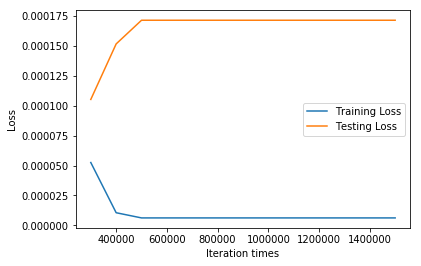 0.000175
0.000150
0.000125
0.000100
0.000075
0.000050
0.000025
0.000000
Loss
Training Loss
Testing Loss
400000 600000 800000 1000000 1200000 1400000
Iteration times